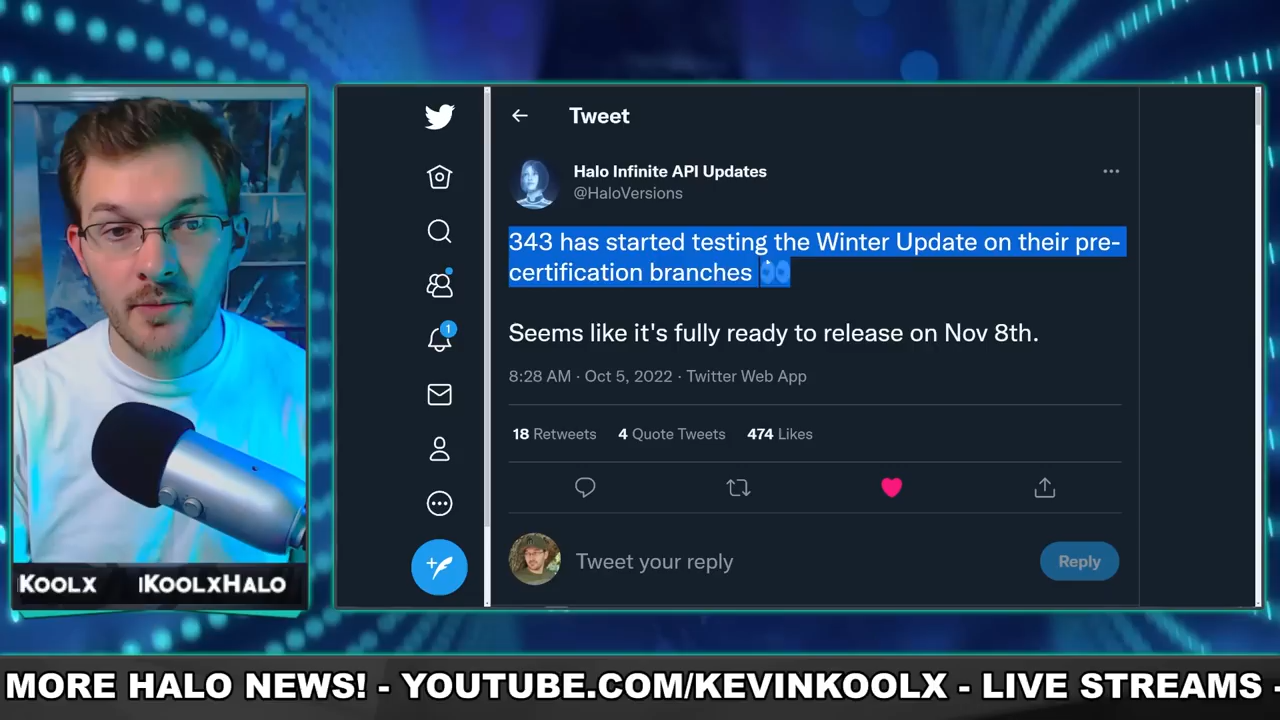 Tweet
Halo Infinite API Updates
@HaloVersions
343 has started testing the Winter Update on their pre-
certification branches 👀
Seems like it's fully ready to release on Nov 8th.
8:28 AM · Oct 5, 2022 · Twitter Web App
18 Retweets 4 Quote Tweets 474 Likes
1
Tweet your reply
Reply
KOOLX IKOOLXHALO
MORE HALO NEWS! - YOUTUBE.COM/KEVINKOOLX - LIVE STREAMS -